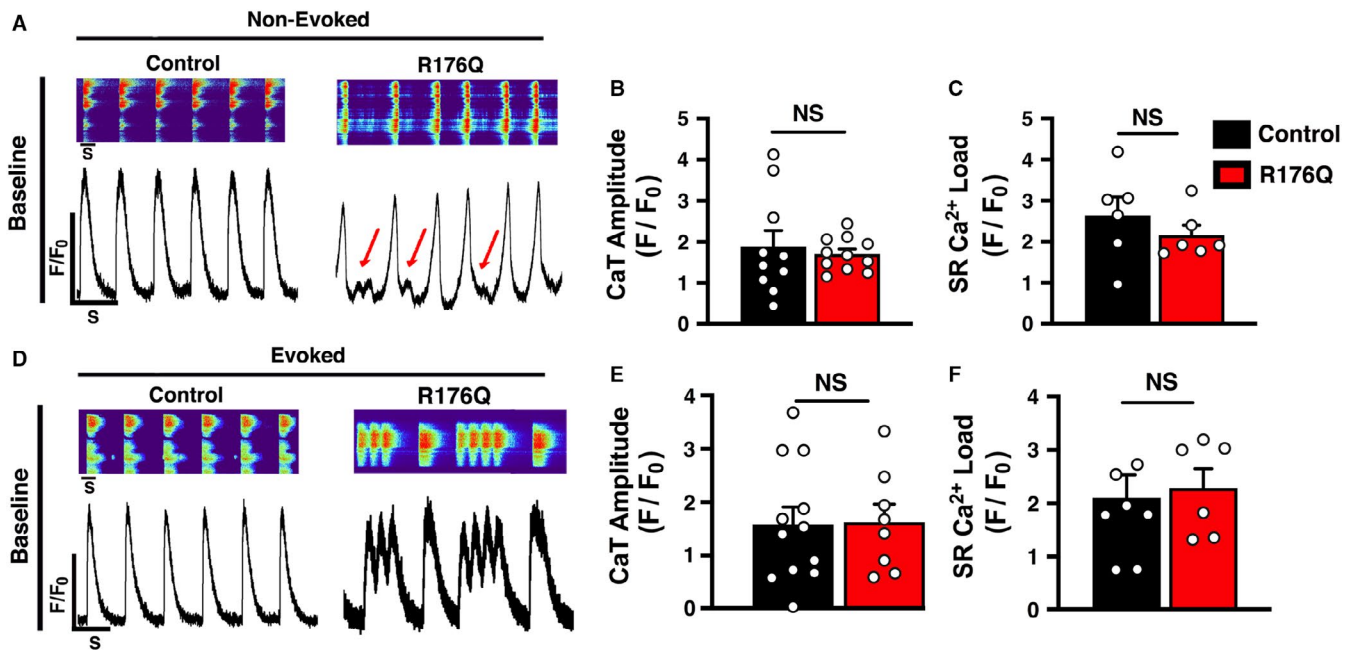 A
Non-Evoked
Control
R176Q
Baseline
S
F/F0
S
B
NS
CaT Amplitude
(F / F0)
5
4
3
2
1
0
C
NS
SR Ca2+ Load
(F / F0)
5
4
3
2
1
0
Control
R176Q
D
Evoked
Control
R176Q
Baseline
S
F/F0
S
E
NS
CaT Amplitude
(F / F0)
4
3
2
1
0
F
NS
SR Ca2+ Load
(F / F0)
4
3
2
1
0